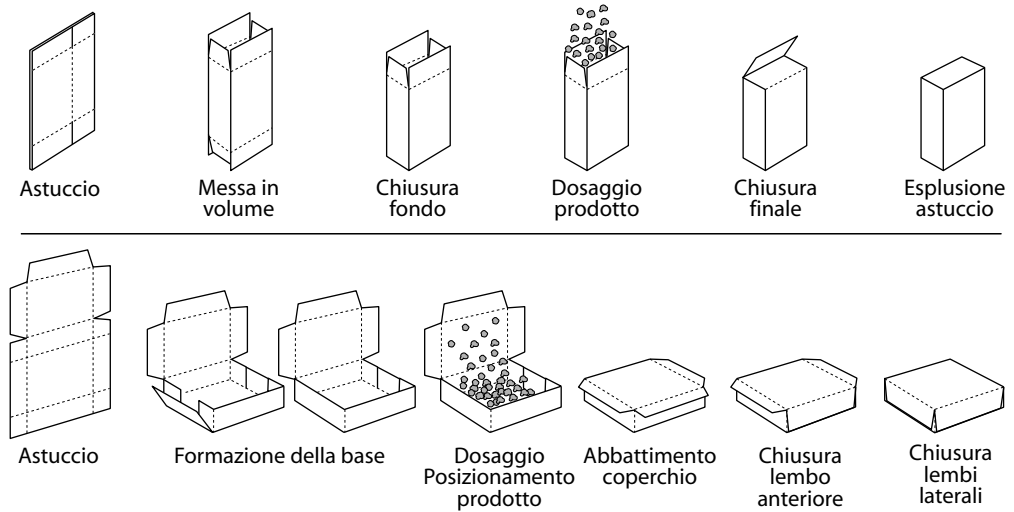 Astuccio
Messa in
volume
Chiusura
fondo
Dosaggio
prodotto
Chiusura
finale
Esplusione
astuccio
Astuccio
Formazione della base
Dosaggio
Posizionamento
prodotto
Abbattimento
coperchio
Chiusura
lembo
anteriore
Chiusura
lembi
laterali